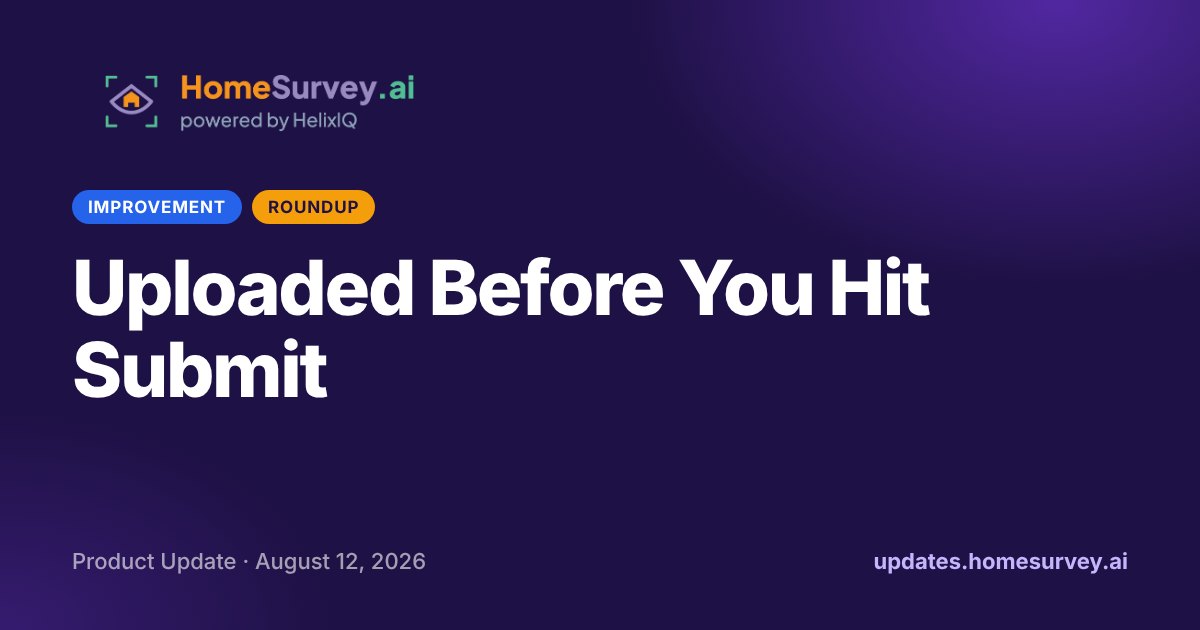 HomeSurvey.ai
powered by HelixIQ
IMPROVEMENT ROUNDUP
Uploaded Before You Hit
Submit
Product Update · August 12, 2026
updates.homesurvey.ai